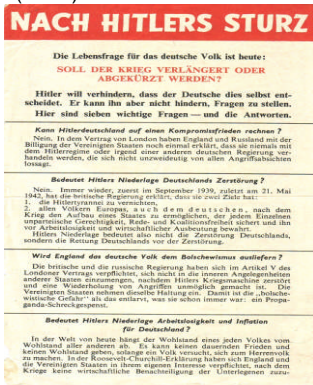 NACH HITLERS STURZ
Die Lebensfrage für das deutsche Volk ist heute:
SOLL DER KRIEG VERLÄNGERT ODER
ABGEKÜRZT WERDEN?
Hitler will verhindern, dass der Deutsche dies selbst ent-
scheidet. Er kann ihn aber nicht hindern, Fragen zu stellen.
Hier sind sieben wichtige Fragen — und die Antworten.
Kann Hitlerdeutschland auf einen Kompromissfrieden rechnen?
Nein. In dem Vertrag von London haben England und Russland mit der
Billigung der Vereinigten Staaten noch einmal erklärt, dass sie niemals mit
dem Hitlerregime oder irgend einer anderen deutschen Regierung ver-
handeln werden, die sich nicht unzweideutig von allen Angriffsabsichten
lossagt.
Bedeutet Hitlers Niederlage Deutschlands Zerstörung?
Nein. Immer wieder, zuerst im September 1939, zuletzt am 21. Mai
1942, hat die britische Regierung erklärt, dass sie zwei Ziele hat:
1. die Hitlertyrannei zu vernichten,
2. allen Völkern Europas, auch dem deutschen, nach dem
Krieg den Aufbau eines Staates zu ermöglichen, der jedem Einzelnen
unparteiische Gerechtigkeit, Rede- und Koalitionsfreiheit sichert und ihn
vor Arbeitslosigkeit und wirtschaftlicher Ausbeutung bewahrt.
Hitlers Niederlage bedeutet also nicht die Zerstörung Deutschlands,
sondern die Rettung Deutschlands vor der Zerstörung.
Wird England das deutsche Volk dem Bolschewismus ausliefern?
Die britische und die russische Regierung haben sich im Artikel V des
Londoner Vertrags verpflichtet, sich nicht in die inneren Angelegenheiten
anderer Staaten einzumengen, nachdem Hitlers Kriegsmaschine zerstört
und eine Wiederholung von Angriffen unmöglich gemacht ist. Die
Vereinigten Staaten nehmen dieselbe Haltung ein. Damit ist die „bolsche-
wistische Gefahr" als das entlarvt, was sie schon immer war: ein Propa-
ganda-Schreckgespenst.
Bedeutet Hitlers Niederlage Arbeitslosigkeit und Inflation
für Deutschland?
In der Welt von heute hängt der Wohlstand eines jeden Volkes vom
Wohlstand aller anderen ab. Es kann keinen dauernden Frieden und
keinen Wohlstand geben, solange ein Volk versucht, sich zum Herrenvolk
zu machen. In der Roosevelt-Churchill-Erklärung haben sich England und
die Vereinigten Staaten in ihrem eigenen Interesse verpflichtet, nach dem
Kriege keine wirtschaftliche Benachteiligung der Unterlegenen zuzu-